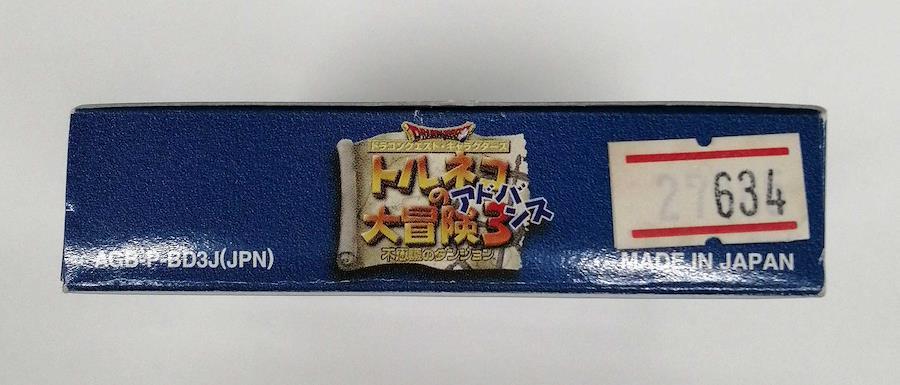 DRAGON QUEST
ドラゴンクエスト・キャラクターズ
トルネコの
大冒険3
アドバンス
不思議のダンジョン
27 634
AGB-P-BD3J(JPN)
MADE IN JAPAN